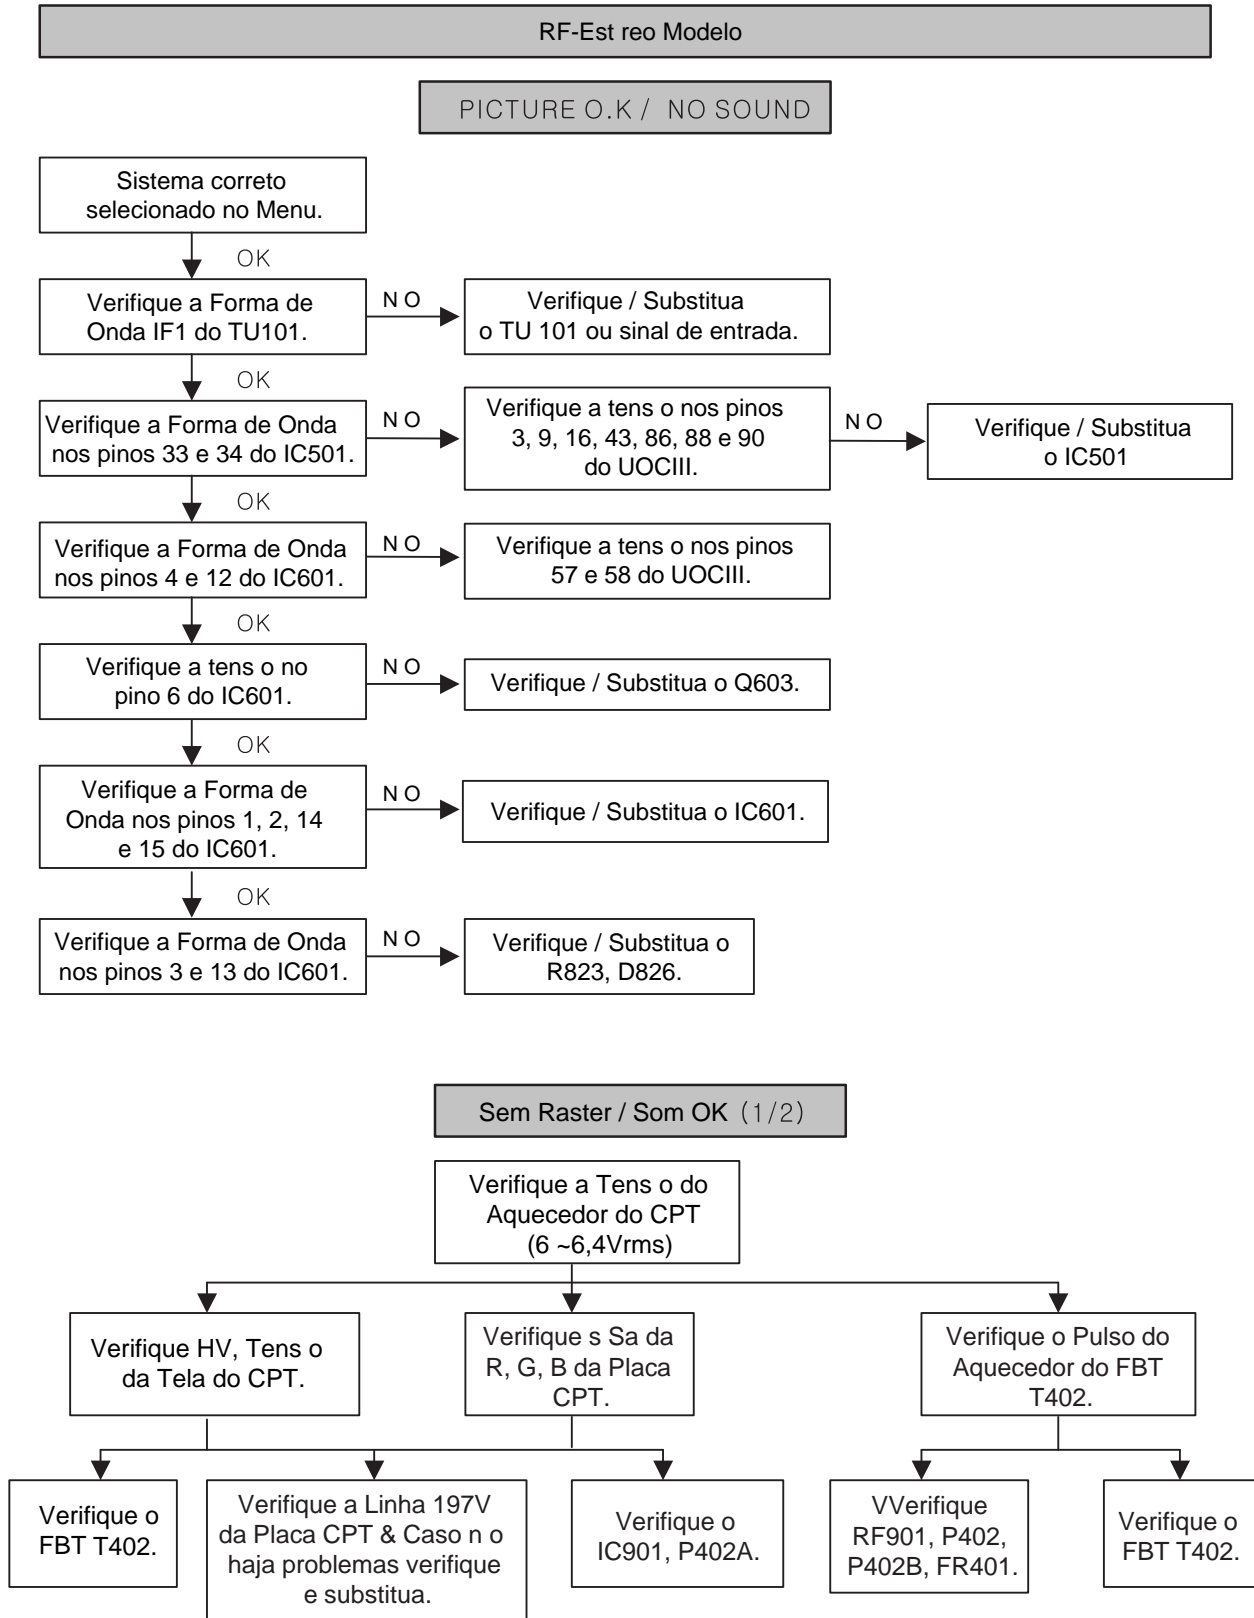 RF-Est reo Modelo
PICTURE O.K / NO SOUND
Sistema correto
selecionado no Menu.
OK
Verifique a Forma de
Onda IF1 do TU101.
N O
Verifique / Substitua
o TU 101 ou sinal de entrada.
OK
Verifique a Forma de Onda
nos pinos 33 e 34 do IC501.
N O
Verifique a tens o nos pinos
3, 9, 16, 43, 86, 88 e 90
do UOCIII.
N O
Verifique / Substitua
o IC501
OK
Verifique a Forma de Onda
nos pinos 4 e 12 do IC601.
N O
Verifique a tens o nos pinos
57 e 58 do UOCIII.
OK
Verifique a tens o no
pino 6 do IC601.
N O
Verifique / Substitua o Q603.
OK
Verifique a Forma de
Onda nos pinos 1, 2, 14
e 15 do IC601.
N O
Verifique / Substitua o IC601.
OK
Verifique a Forma de Onda
nos pinos 3 e 13 do IC601.
N O
Verifique / Substitua o
R823, D826.
Sem Raster / Som OK (1/2)
Verifique a Tens o do
Aquecedor do CPT
(6 ~6,4Vrms)
Verifique HV, Tens o
da Tela do CPT.
Verifique s Sa da
R, G, B da Placa
CPT.
Verifique o Pulso do
Aquecedor do FBT
T402.
Verifique o
FBT T402.
Verifique a Linha 197V
da Placa CPT & Caso n o
haja problemas verifique
e substitua.
Verifique o
IC901, P402A.
VVerifique
RF901, P402,
P402B, FR401.
Verifique o
FBT T402.